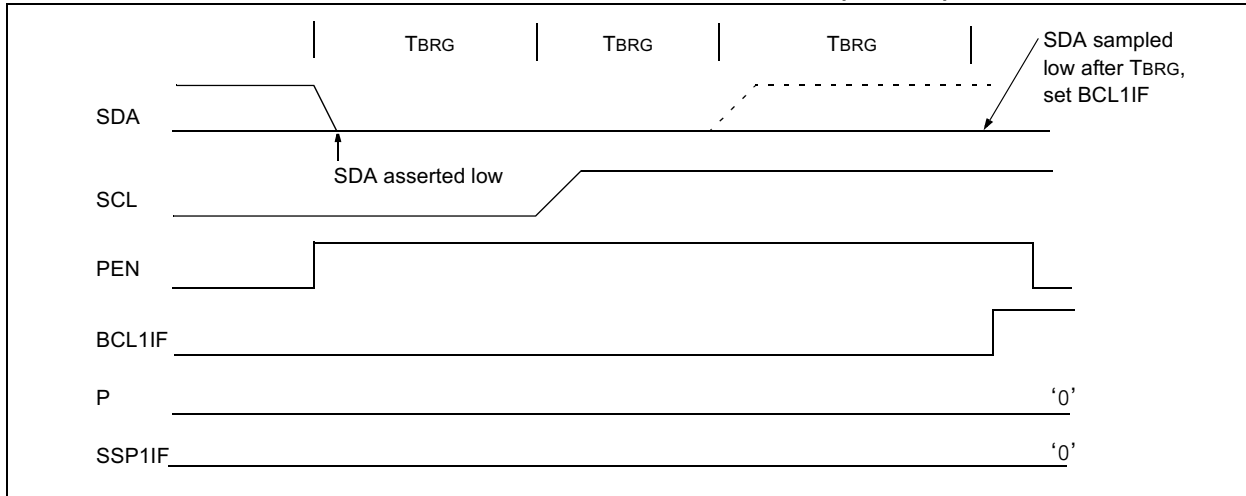 TBRG TBRG TBRG
SDA sampled
low after TBRG,
set BCL1IF
SDA
SDA asserted low
SCL
PEN
BCL1IF
P
‘0’
SSP1IF
‘0’